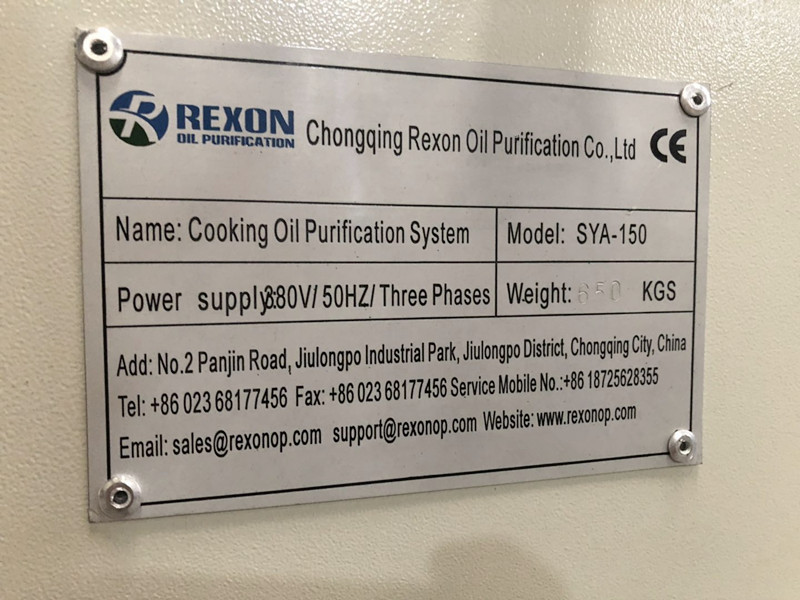 REXON
OIL PURIFICATION
Chongqing Rexon Oil Purification Co.,Ltd CE
Name: Cooking Oil Purification System
Model: SYA-150
Power supply:380V/ 50HZ/ Three Phases
Weight: 650 KGS
Add: No.2 Panjin Road, Jiulongpo Industrial Park, Jiulongpo District, Chongqing City, China
Tel: +86 023 68177456 Fax: +86 023 68177456 Service Mobile No.:+86 18725628355
Email: sales@rexonop.com support@rexonop.com Website: www.rexonop.com